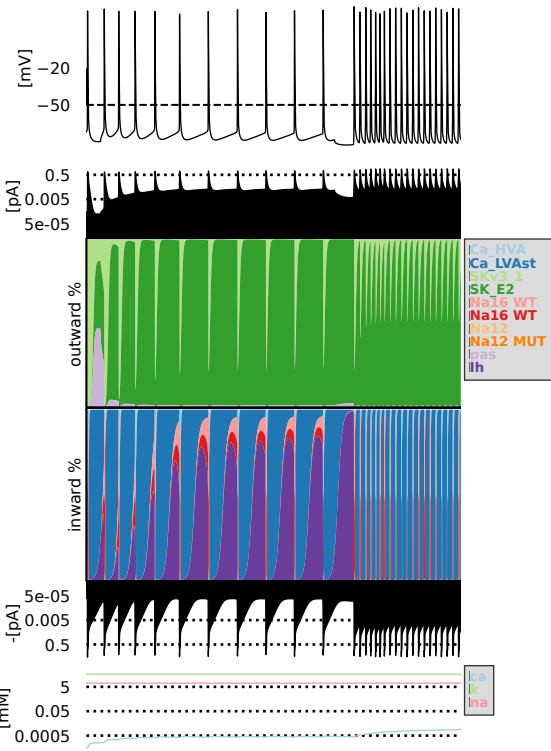 [mV]
−20
−50
[pA]
0.5
0.005
5e-05
outward %
Ca_HVA
Ca_LVAst
SKv3_1
SK_E2
Na16 WT
Na16 WT
Na12
Na12 MUT
pas
Ih
inward %
5e-05
0.005
0.5
-[pA]
ca
k
na
5
0.05
0.0005
[mM]